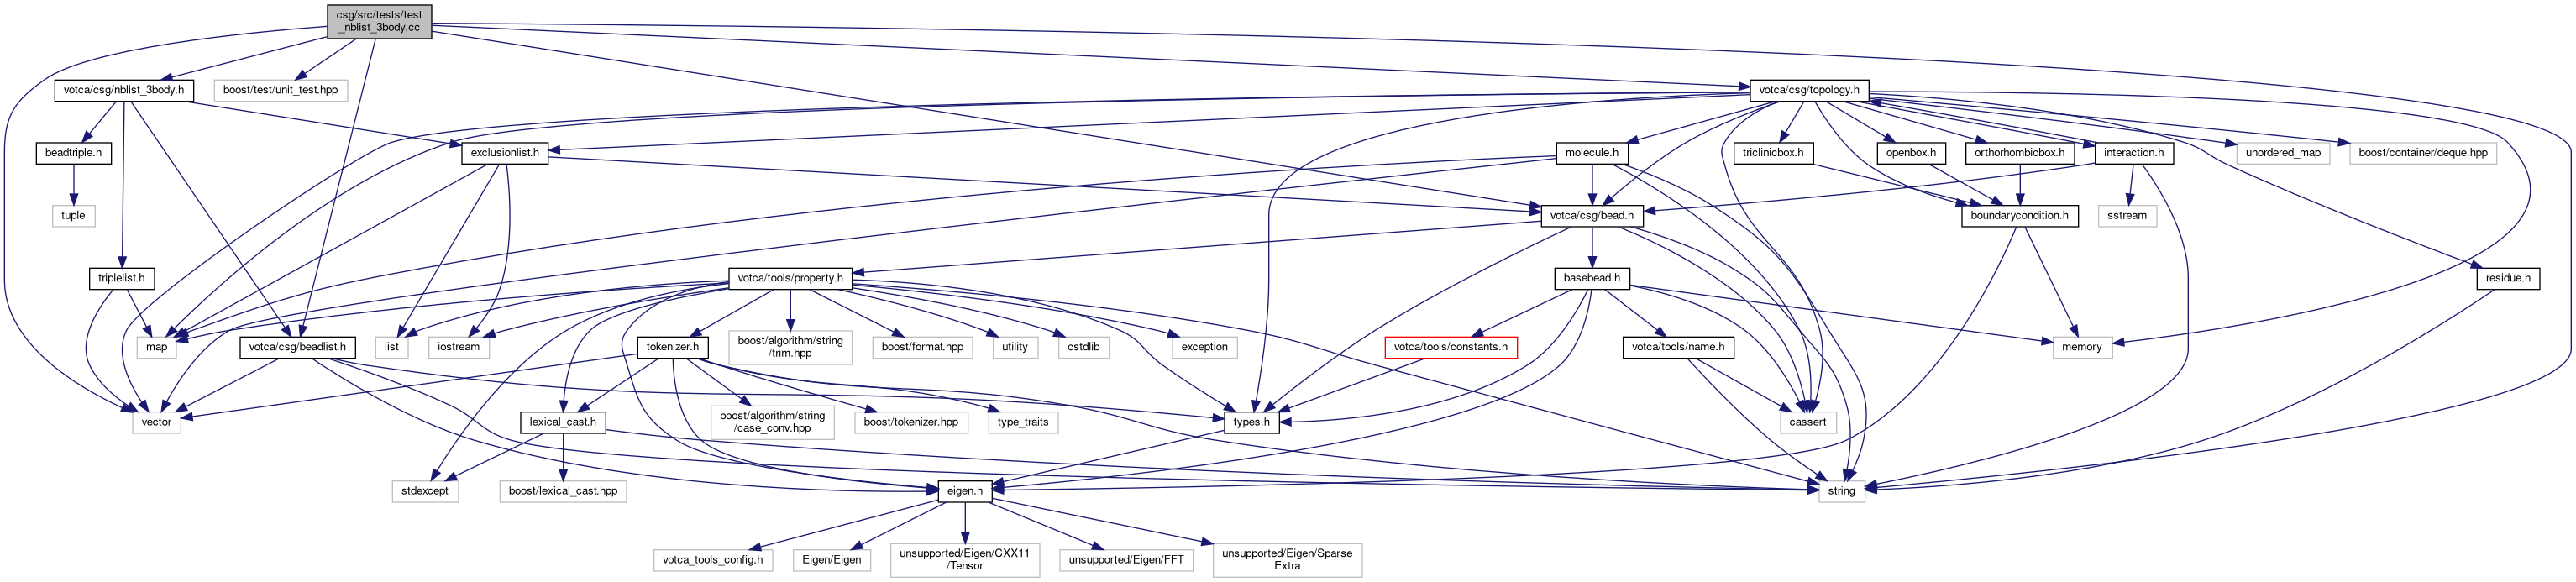 csg/src/tests/test
_nblist_3body.cc
votca/csg/nblist_3body.h
boost/test/unit_test.hpp
votca/csg/topology.h
beadtriple.h
exclusionlist.h
molecule.h
triclinicbox.h
openbox.h
orthorhombicbox.h
interaction.h
unordered_map
boost/container/deque.hpp
tuple
votca/csg/bead.h
boundarycondition.h
sstream
triplelist.h
votca/tools/property.h
basebead.h
residue.h
map
votca/csg/beadlist.h
list
iostream
tokenizer.h
boost/algorithm/string
/trim.hpp
boost/format.hpp
utility
cstdlib
exception
votca/tools/constants.h
votca/tools/name.h
memory
vector
lexical_cast.h
boost/algorithm/string
/case_conv.hpp
boost/tokenizer.hpp
type_traits
types.h
cassert
stdexcept
boost/lexical_cast.hpp
eigen.h
string
votca_tools_config.h
Eigen/Eigen
unsupported/Eigen/CXX11
/Tensor
unsupported/Eigen/FFT
unsupported/Eigen/Sparse
Extra